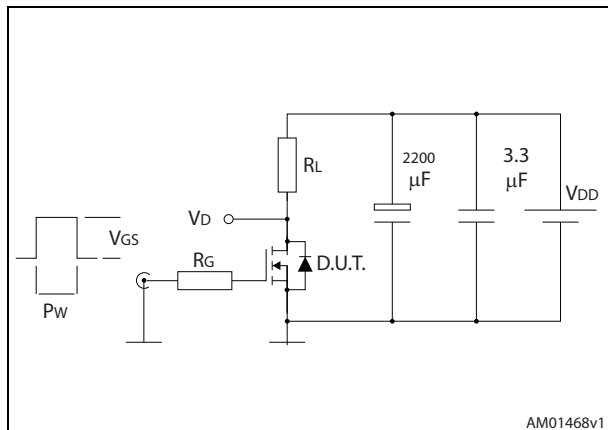 RL
2200
μF
3.3
μF
VDD
VD
VGS
RG
D.U.T.
PW
AM01468v1